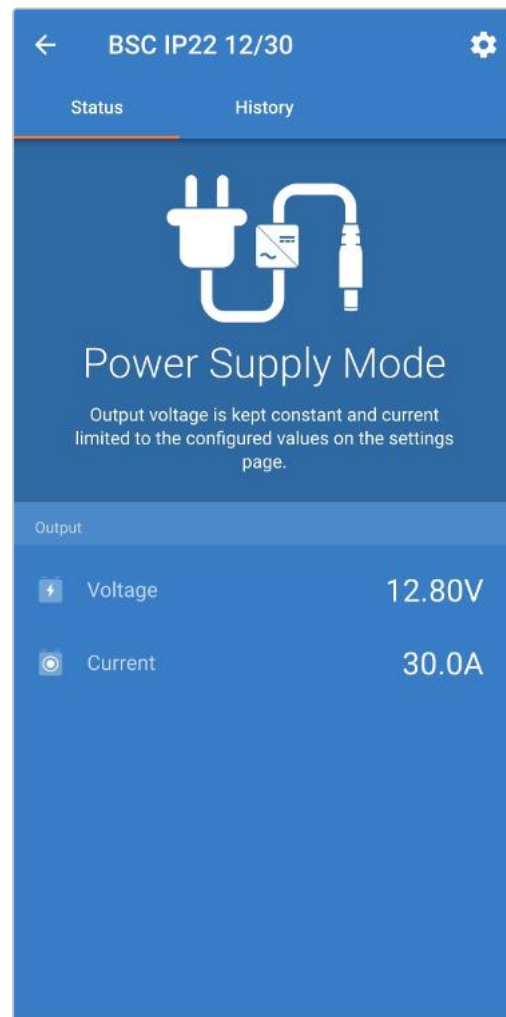 BSC IP22 12/30
Status History
Power Supply Mode
Output voltage is kept constant and current
limited to the configured values on the settings
page.
Output
Voltage 12.80V
Current 30.0A